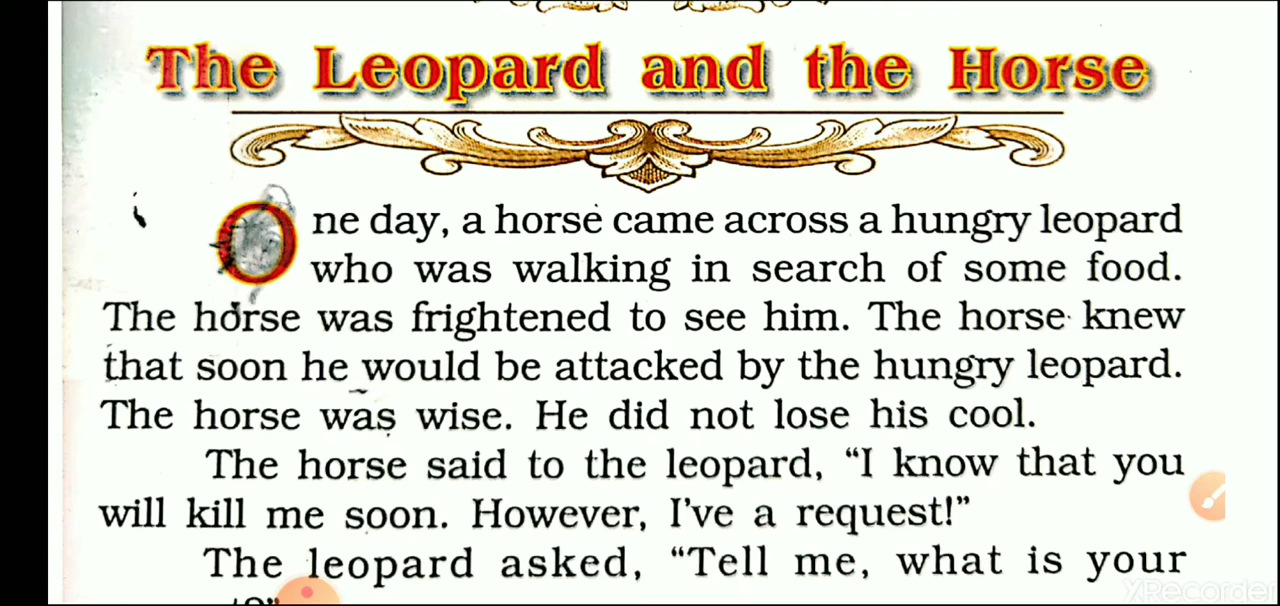 The Leopard and the Horse
One day, a horse came across a hungry leopard
who was walking in search of some food.
The horse was frightened to see him. The horse knew
that soon he would be attacked by the hungry leopard.
The horse was wise. He did not lose his cool.
The horse said to the leopard, “I know that you
will kill me soon. However, I’ve a request!”
The leopard asked, “Tell me, what is your
XRecorder